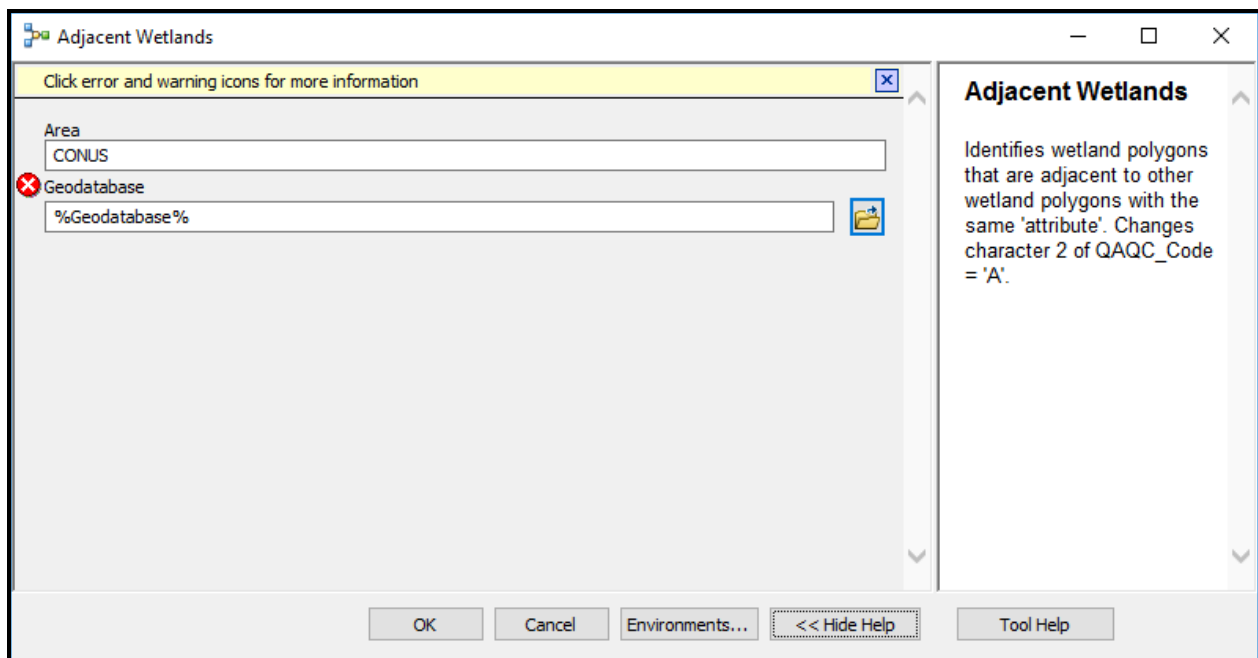 Adjacent Wetlands
Click error and warning icons for more information
Area
CONUS
Geodatabase
%Geodatabase%
Adjacent Wetlands
Identifies wetland polygons
that are adjacent to other
wetland polygons with the
same 'attribute'. Changes
character 2 of QAQC_Code
= 'A'.
OK
Cancel
Environments...
<< Hide Help
Tool Help